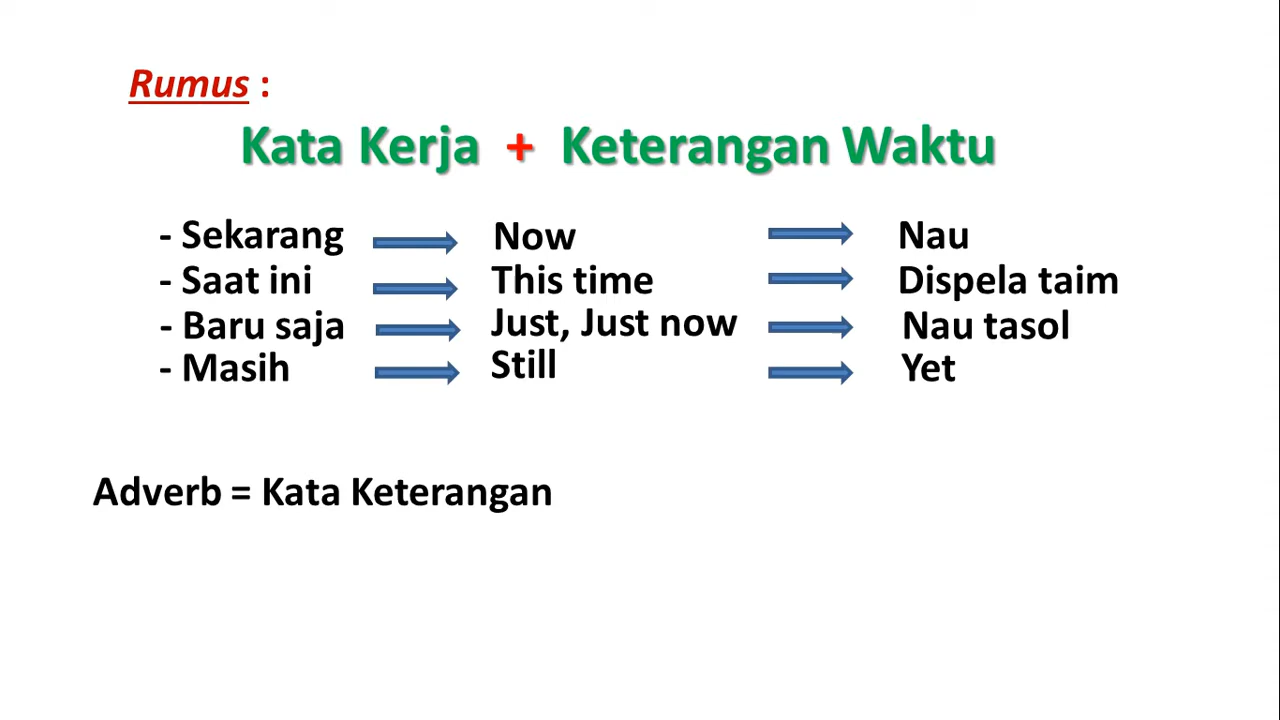 Rumus :
Kata Kerja + Keterangan Waktu
- Sekarang Now Nau
- Saat ini This time Dispela taim
- Baru saja Just, Just now Nau tasol
- Masih Still Yet
Adverb = Kata Keterangan